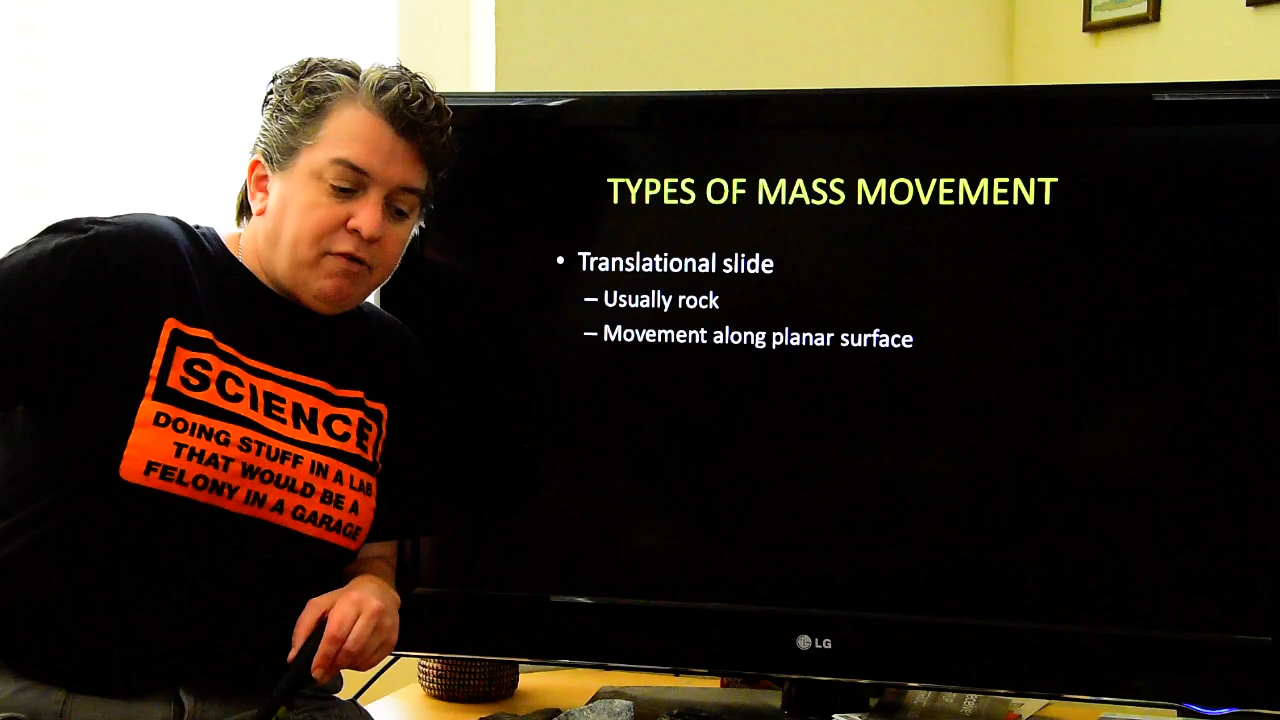 TYPES OF MASS MOVEMENT
• Translational slide
– Usually rock
– Movement along planar surface
SCIENCE
DOING STUFF IN A LAB
THAT WOULD BE A
FELONY IN A GARAGE
LG